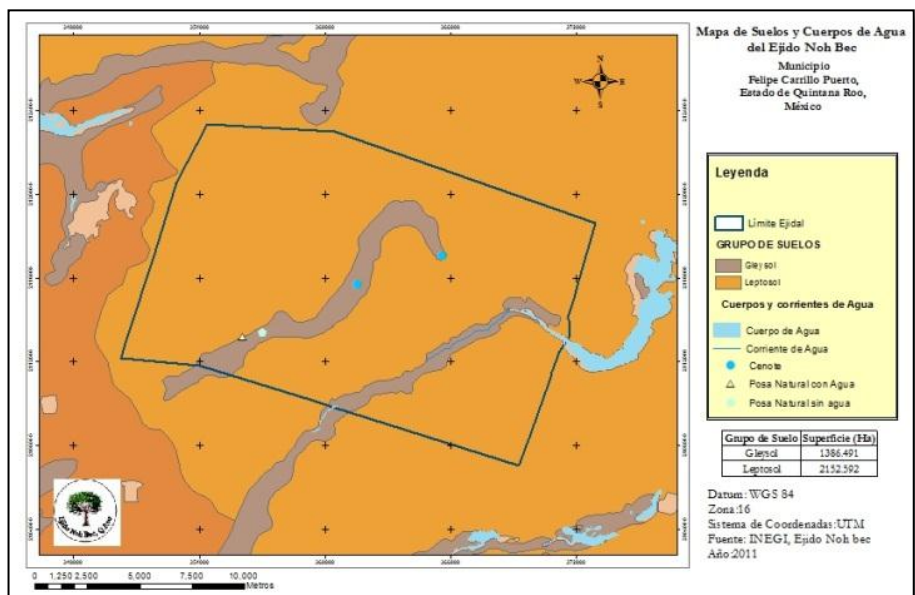 Mapa de Suelos y Cuerpos de Agua
del Ejido Noh Bec
Municipio
Felipe Carrillo Puerto,
Estado de Quintana Roo,
México
N
W
E
S
Leyenda
Límite Ejidal
GRUPO DE SUELOS
Gleysol
Leptosol
Cuerpos y corrientes de Agua
Cuerpo de Agua
Corriente de Agua
Cenote
Posa Natural con Agua
Posa Natural sin agua
Grupo de Suelo Superficie (Ha)
Gleysol 1386.491
Leptosol 2152.592
Datum: WGS 84
Zona:16
Sistema de Coordenadas:UTM
Fuente: INEGI, Ejido Noh bec
Año:2011
0 1,250 2,500 5,000 7,500 10,000
Metros